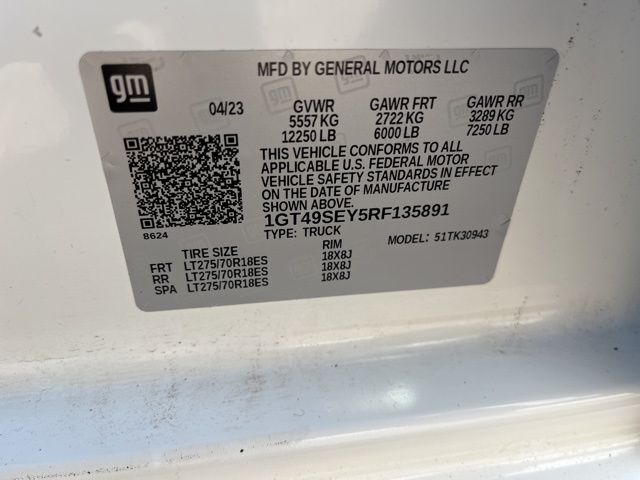 gm
MFD BY GENERAL MOTORS LLC
04/23 GVWR GAWR FRT GAWR RR
5557 KG 2722 KG 3289 KG
12250 LB 6000 LB 7250 LB
THIS VEHICLE CONFORMS TO ALL
APPLICABLE U.S. FEDERAL MOTOR
VEHICLE SAFETY STANDARDS IN EFFECT
ON THE DATE OF MANUFACTURE
SHOWN ABOVE.
8624
1GT49SEY5RF135891
TYPE: TRUCK MODEL: 51TK30943
TIRE SIZE RIM
FRT LT275/70R18ES 18X8J
RR LT275/70R18ES 18X8J
SPA LT275/70R18ES 18X8J